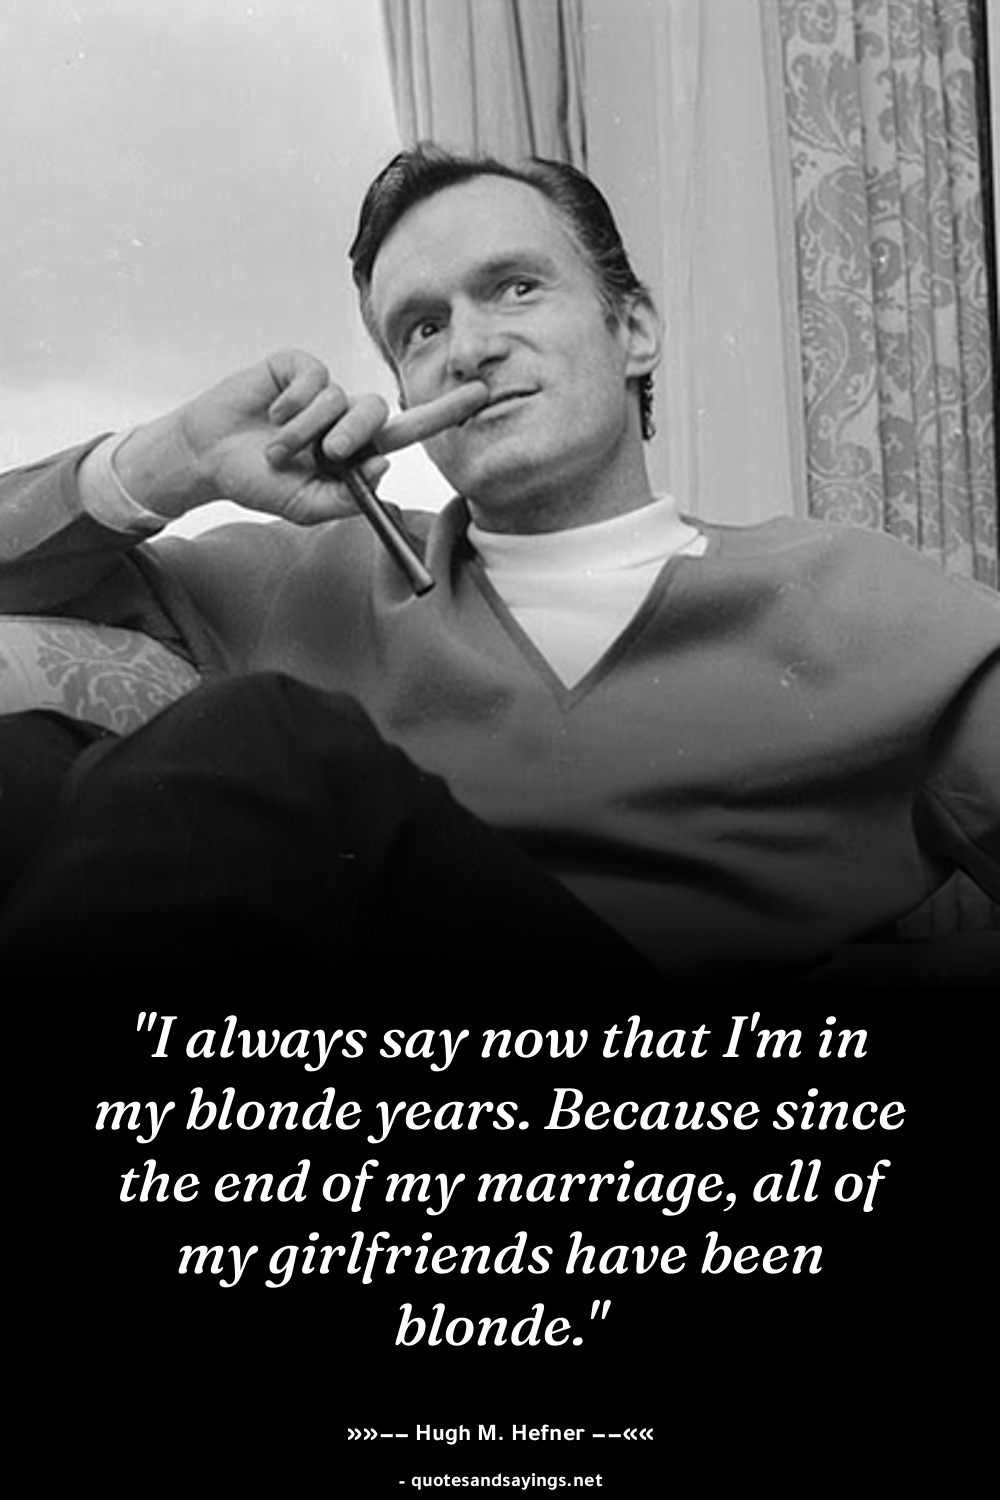 "I always say now that I'm in
my blonde years. Because since
the end of my marriage, all of
my girlfriends have been
blonde."
»»–– Hugh M. Hefner ––««
- quotesandsayings.net